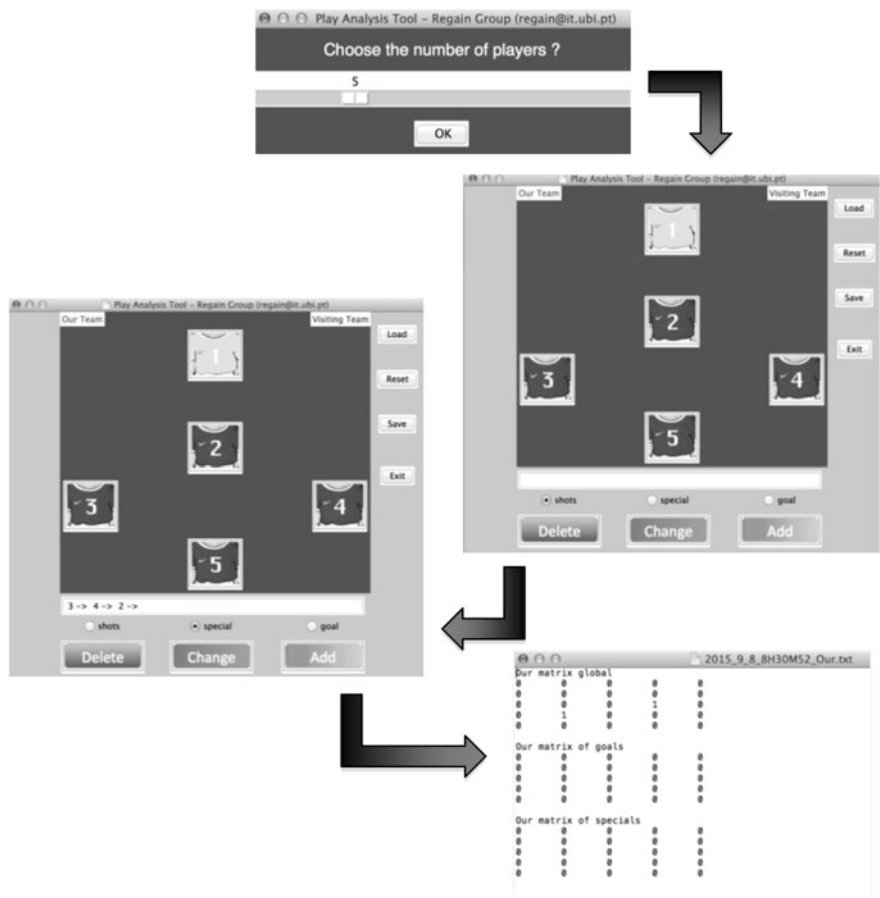 Play Analysis Tool – Regain Group (regain@it.ubi.pt)
Choose the number of players ?
5
OK
Play Analysis Tool – Regain Group (regain@it.ubi.pt)
Our Team
Visiting Team
1
2
3
4
5
Load
Reset
Save
Exit
shots
special
goal
Delete
Change
Add
Play Analysis Tool – Regain Group (regain@it.ubi.pt)
Our Team
Visiting Team
1
2
3
4
5
Load
Reset
Save
Exit
3 -> 4 -> 2 ->
shots
special
goal
Delete
Change
Add
2015_9_8_8H30M52_Our.txt
Our matrix global
0 0 0 0 0
0 0 0 0 0
0 0 0 1 0
0 1 0 0 0
0 0 0 0 0
Our matrix of goals
0 0 0 0 0
0 0 0 0 0
0 0 0 0 0
0 0 0 0 0
0 0 0 0 0
Our matrix of specials
0 0 0 0 0
0 0 0 0 0
0 0 0 0 0
0 0 0 0 0
0 0 0 0 0